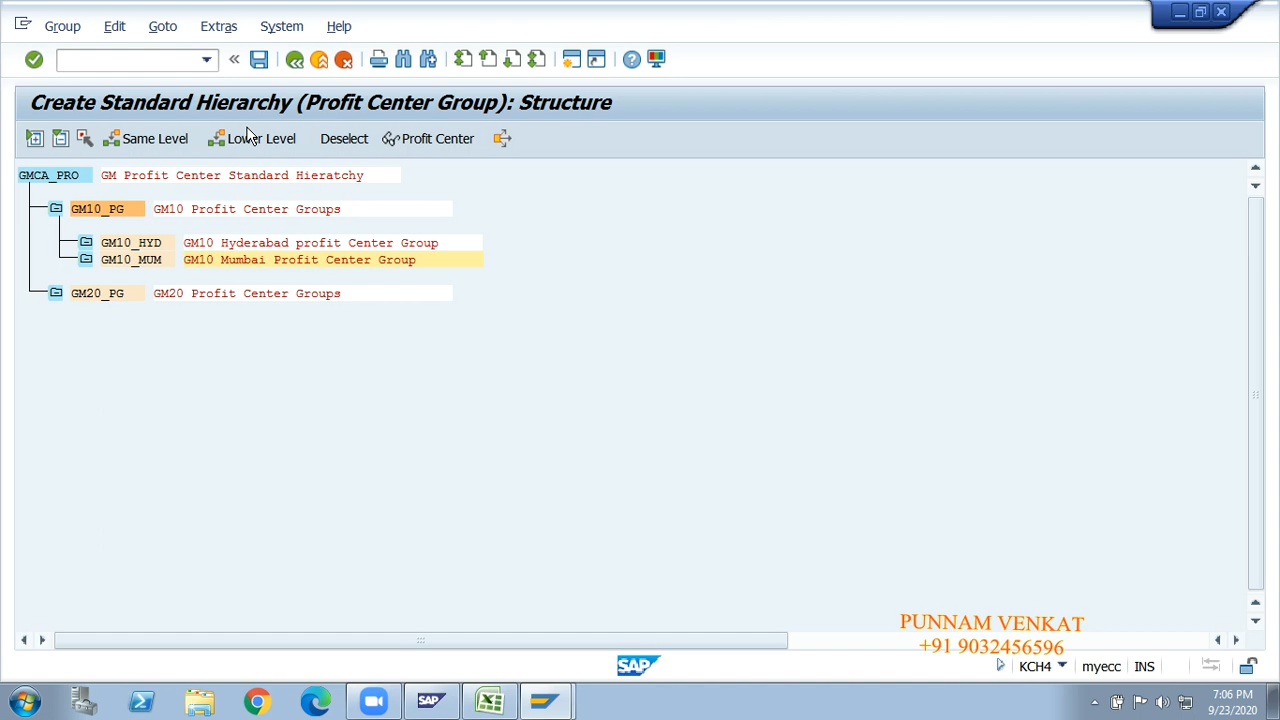 Group Edit Goto Extras System Help
Create Standard Hierarchy (Profit Center Group): Structure
Same Level Lower Level Deselect Profit Center
GMCA_PRO GM Profit Center Standard Hieratchy
GM10_PG GM10 Profit Center Groups
GM10_HYD GM10 Hyderabad profit Center Group
GM10_MUM GM10 Mumbai Profit Center Group
GM20_PG GM20 Profit Center Groups
PUNNAM VENKAT
+91 9032456596
SAP KCH4 myecc INS
7:06 PM
9/23/2020